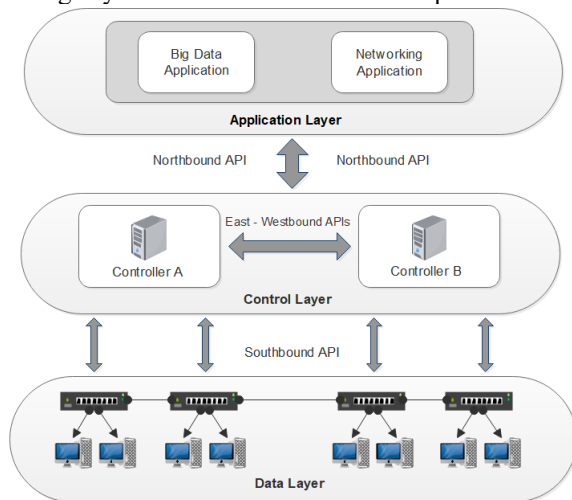 Big Data
Application
Networking
Application
Application Layer
Northbound API
Northbound API
East - Westbound APIs
Controller A
Controller B
Control Layer
Southbound API
Data Layer